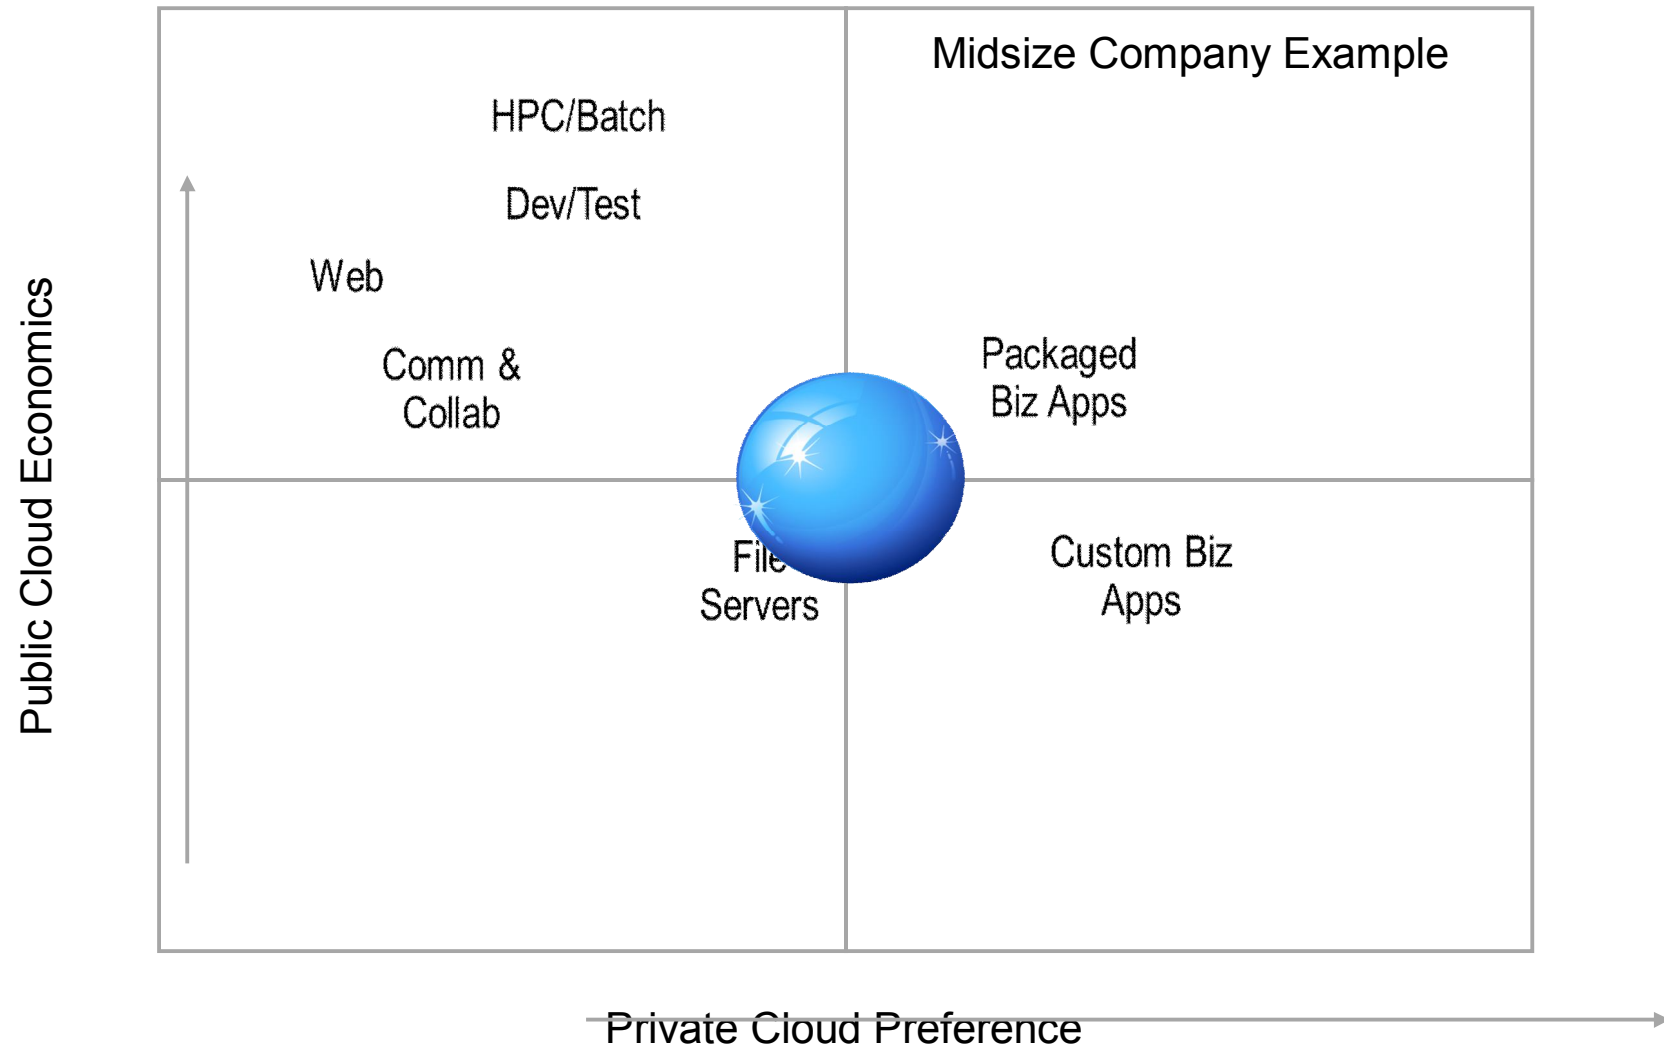 Midsize Company Example
HPC/Batch
Dev/Test
Web
Comm &
Collab
Packaged
Biz Apps
File
Servers
Custom Biz
Apps
Public Cloud Economics
Private Cloud Preference